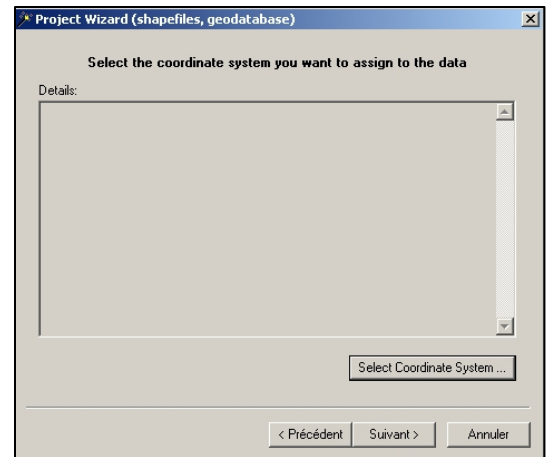 Project Wizard (shapefiles, geodatabase)
Select the coordinate system you want to assign to the data
Details:
Select Coordinate System ...
< Précédent Suivant > Annuler